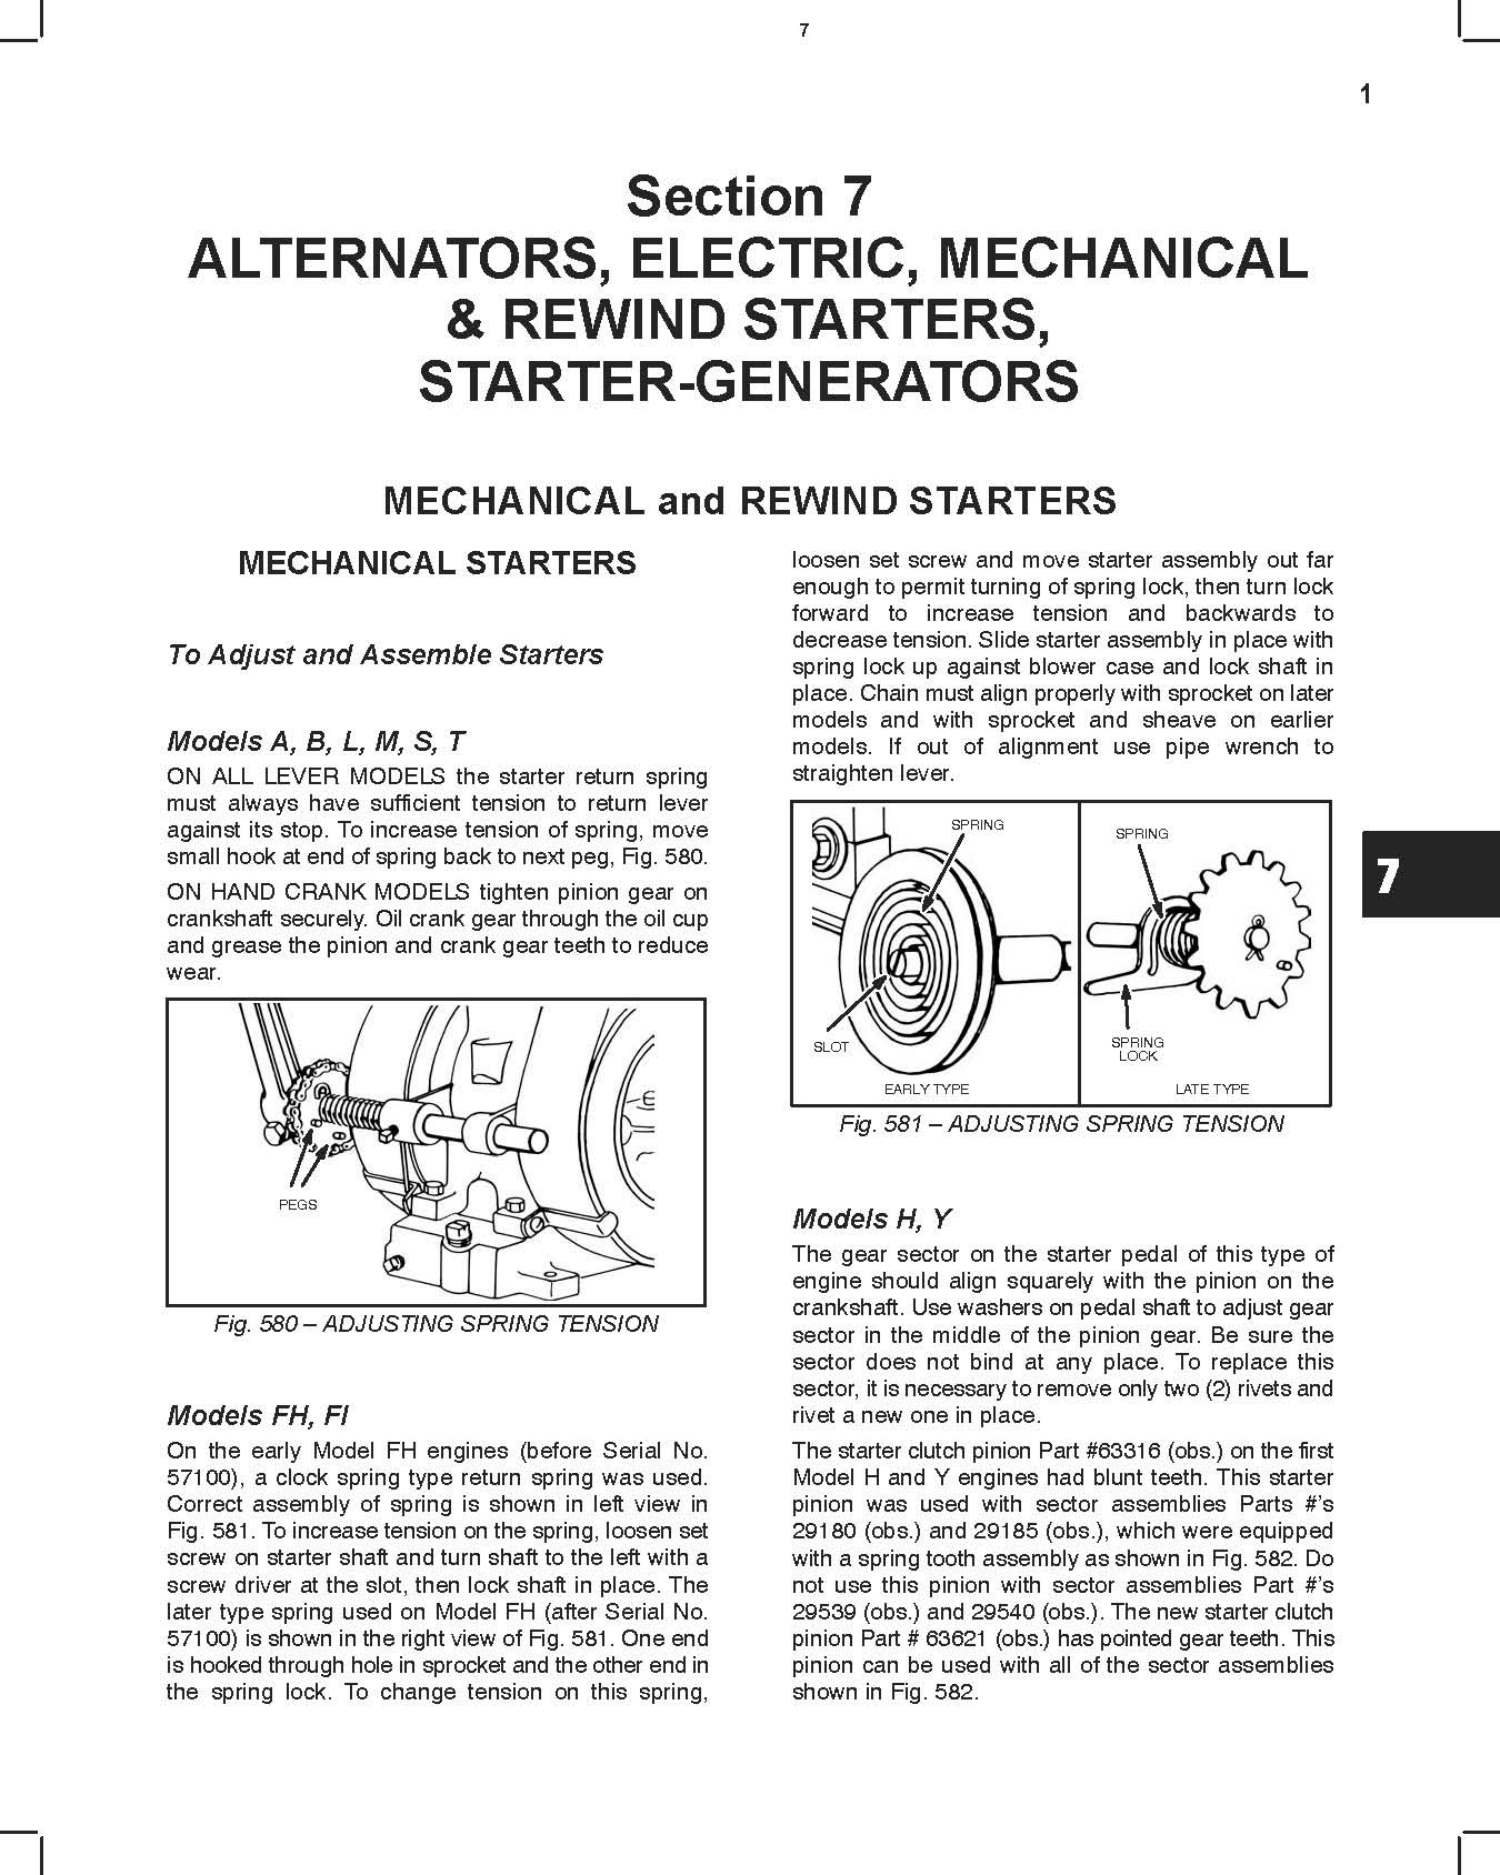 7
1
Section 7
ALTERNATORS, ELECTRIC, MECHANICAL
& REWIND STARTERS,
STARTER-GENERATORS
MECHANICAL and REWIND STARTERS
MECHANICAL STARTERS
To Adjust and Assemble Starters
Models A, B, L, M, S, T
ON ALL LEVER MODELS the starter return spring
must always have sufficient tension to return lever
against its stop. To increase tension of spring, move
small hook at end of spring back to next peg, Fig. 580.
ON HAND CRANK MODELS tighten pinion gear on
crankshaft securely. Oil crank gear through the oil cup
and grease the pinion and crank gear teeth to reduce
wear.
PEGS
Fig. 580 – ADJUSTING SPRING TENSION
Models FH, FI
On the early Model FH engines (before Serial No.
57100), a clock spring type return spring was used.
Correct assembly of spring is shown in left view in
Fig. 581. To increase tension on the spring, loosen set
screw on starter shaft and turn shaft to the left with a
screw driver at the slot, then lock shaft in place. The
later type spring used on Model FH (after Serial No.
57100) is shown in the right view of Fig. 581. One end
is hooked through hole in sprocket and the other end in
the spring lock. To change tension on this spring,
loosen set screw and move starter assembly out far
enough to permit turning of spring lock, then turn lock
forward to increase tension and backwards to
decrease tension. Slide starter assembly in place with
spring lock up against blower case and lock shaft in
place. Chain must align properly with sprocket on later
models and with sprocket and sheave on earlier
models. If out of alignment use pipe wrench to
straighten lever.
SPRING
SLOT
EARLY TYPE
SPRING
SPRING
LOCK
LATE TYPE
Fig. 581 – ADJUSTING SPRING TENSION
Models H, Y
The gear sector on the starter pedal of this type of
engine should align squarely with the pinion on the
crankshaft. Use washers on pedal shaft to adjust gear
sector in the middle of the pinion gear. Be sure the
sector does not bind at any place. To replace this
sector, it is necessary to remove only two (2) rivets and
rivet a new one in place.
The starter clutch pinion Part #63316 (obs.) on the first
Model H and Y engines had blunt teeth. This starter
pinion was used with sector assemblies Parts #'s
29180 (obs.) and 29185 (obs.), which were equipped
with a spring tooth assembly as shown in Fig. 582. Do
not use this pinion with sector assemblies Part #'s
29539 (obs.) and 29540 (obs.). The new starter clutch
pinion Part # 63621 (obs.) has pointed gear teeth. This
pinion can be used with all of the sector assemblies
shown in Fig. 582.
7